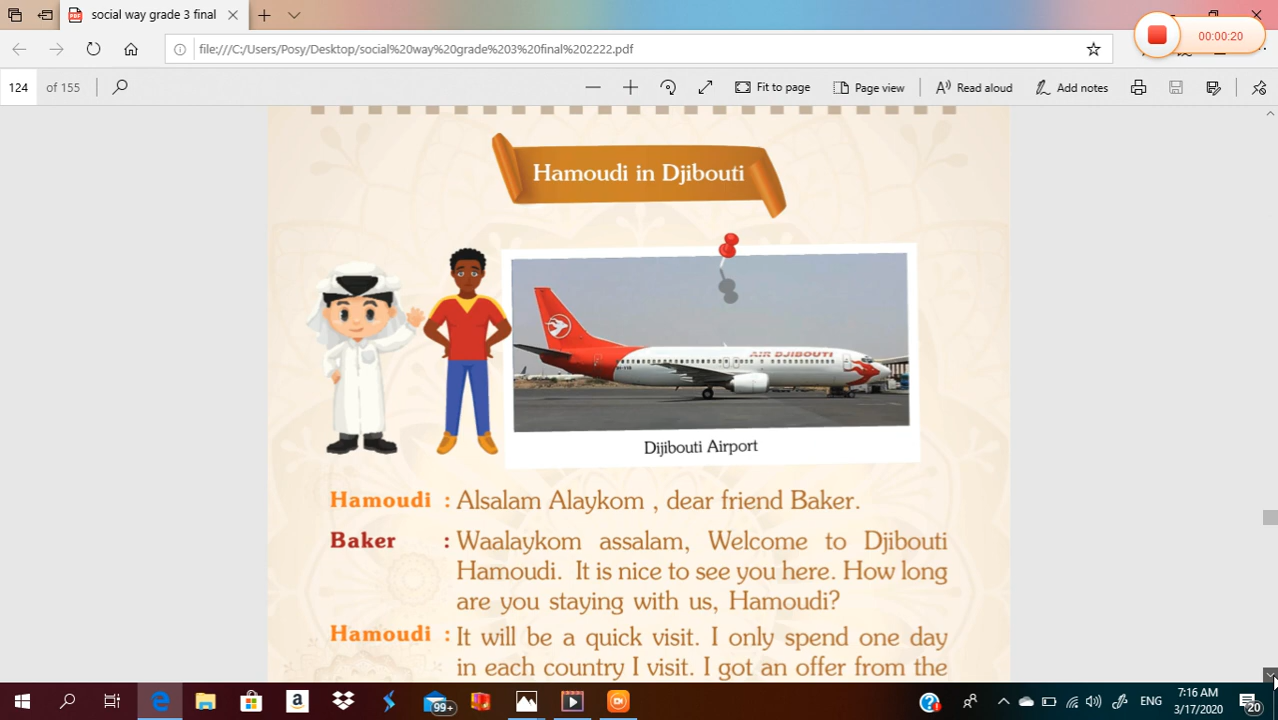 social way grade 3 final
file:///C:/Users/Posy/Desktop/social%20way%20grade%203%20final%202222.pdf
00:00:20
124 of 155
Fit to page
Page view
Read aloud
Add notes
Hamoudi in Djibouti
AIR DJIBOUTI
Dijibouti Airport
Hamoudi : Alsalam Alaykom , dear friend Baker.
Baker : Waalaykom assalam, Welcome to Djibouti
Hamoudi. It is nice to see you here. How long
are you staying with us, Hamoudi?
Hamoudi : It will be a quick visit. I only spend one day
in each country I visit. I got an offer from the
99+
ENG
7:16 AM
3/17/2020
20